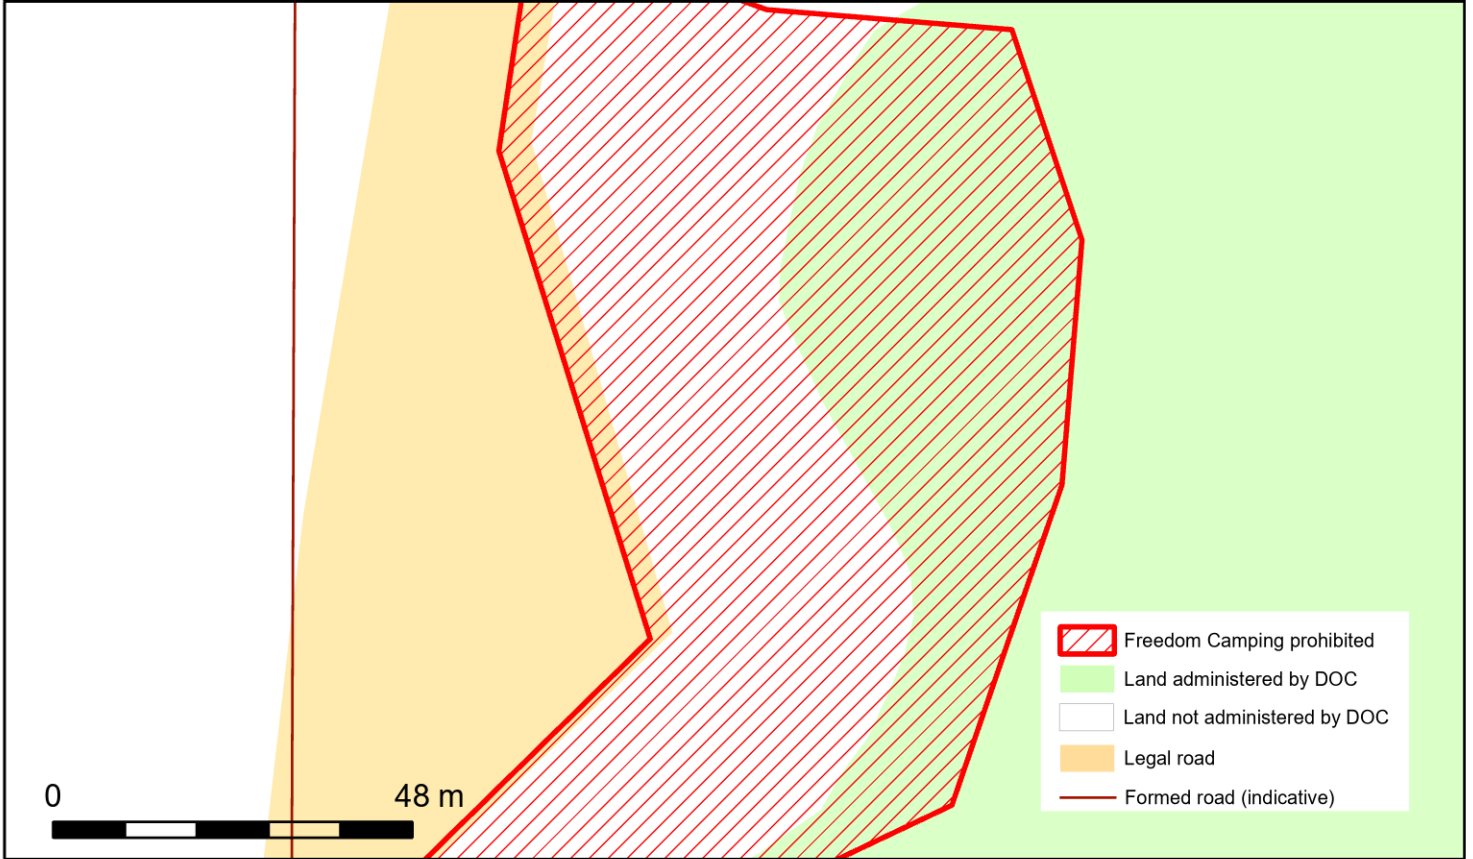 Freedom Camping prohibited
Land administered by DOC
Land not administered by DOC
Legal road
Formed road (indicative)
0 48 m